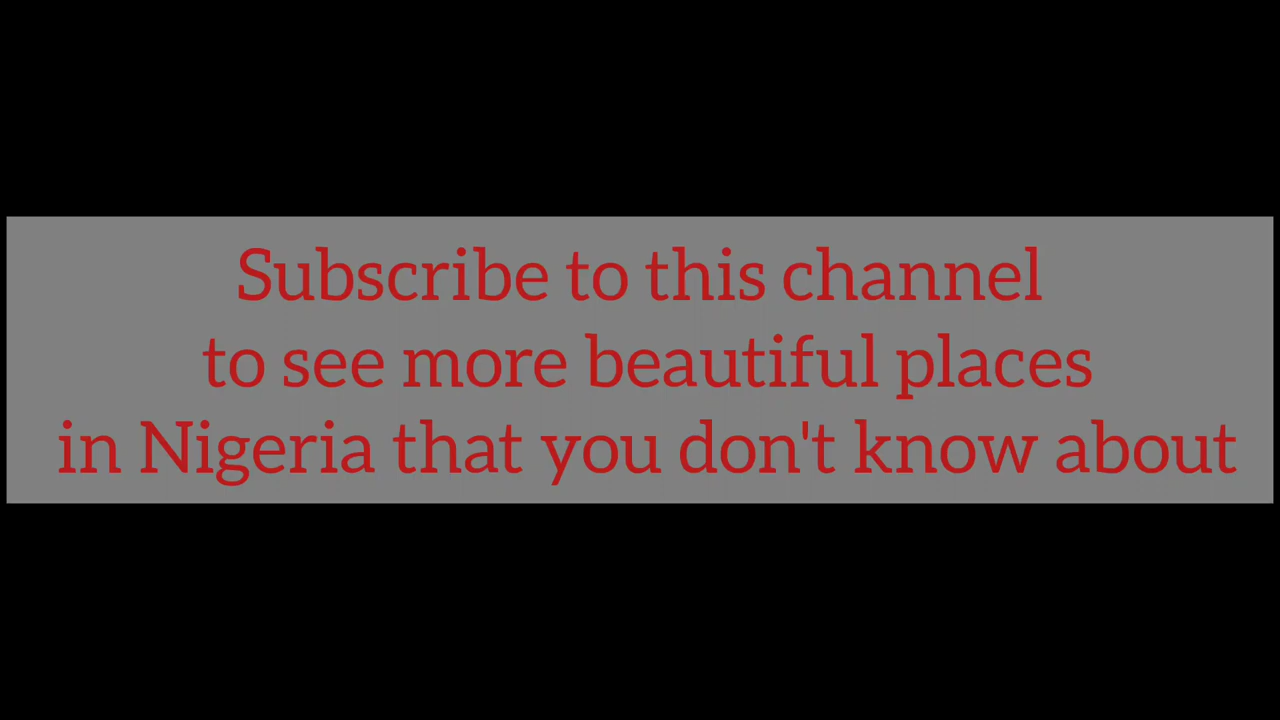 Subscribe to this channel
to see more beautiful places
in Nigeria that you don't know about